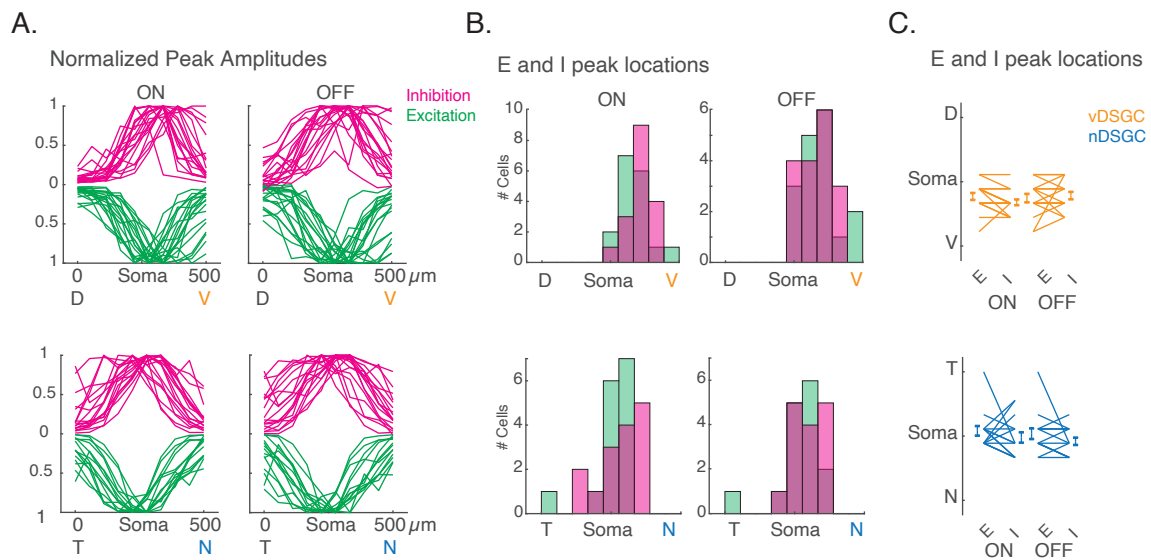 A.
Normalized Peak Amplitudes
ON
OFF
Inhibition
Excitation
1
0.5
0
0.5
1
0 Soma 500 μm
D V
0 Soma 500 μm
D V
1
0.5
0
0.5
1
0 Soma 500 μm
T N
0 Soma 500 μm
T N
B.
E and I peak locations
ON
# Cells
10
8
6
4
2
0
D Soma V
OFF
6
4
2
0
D Soma V
# Cells
6
4
2
0
T Soma N
6
4
2
0
T Soma N
C.
E and I peak locations
vDSGC
nDSGC
D
Soma
V
E I E I
ON OFF
T
Soma
N
E I E I
ON OFF